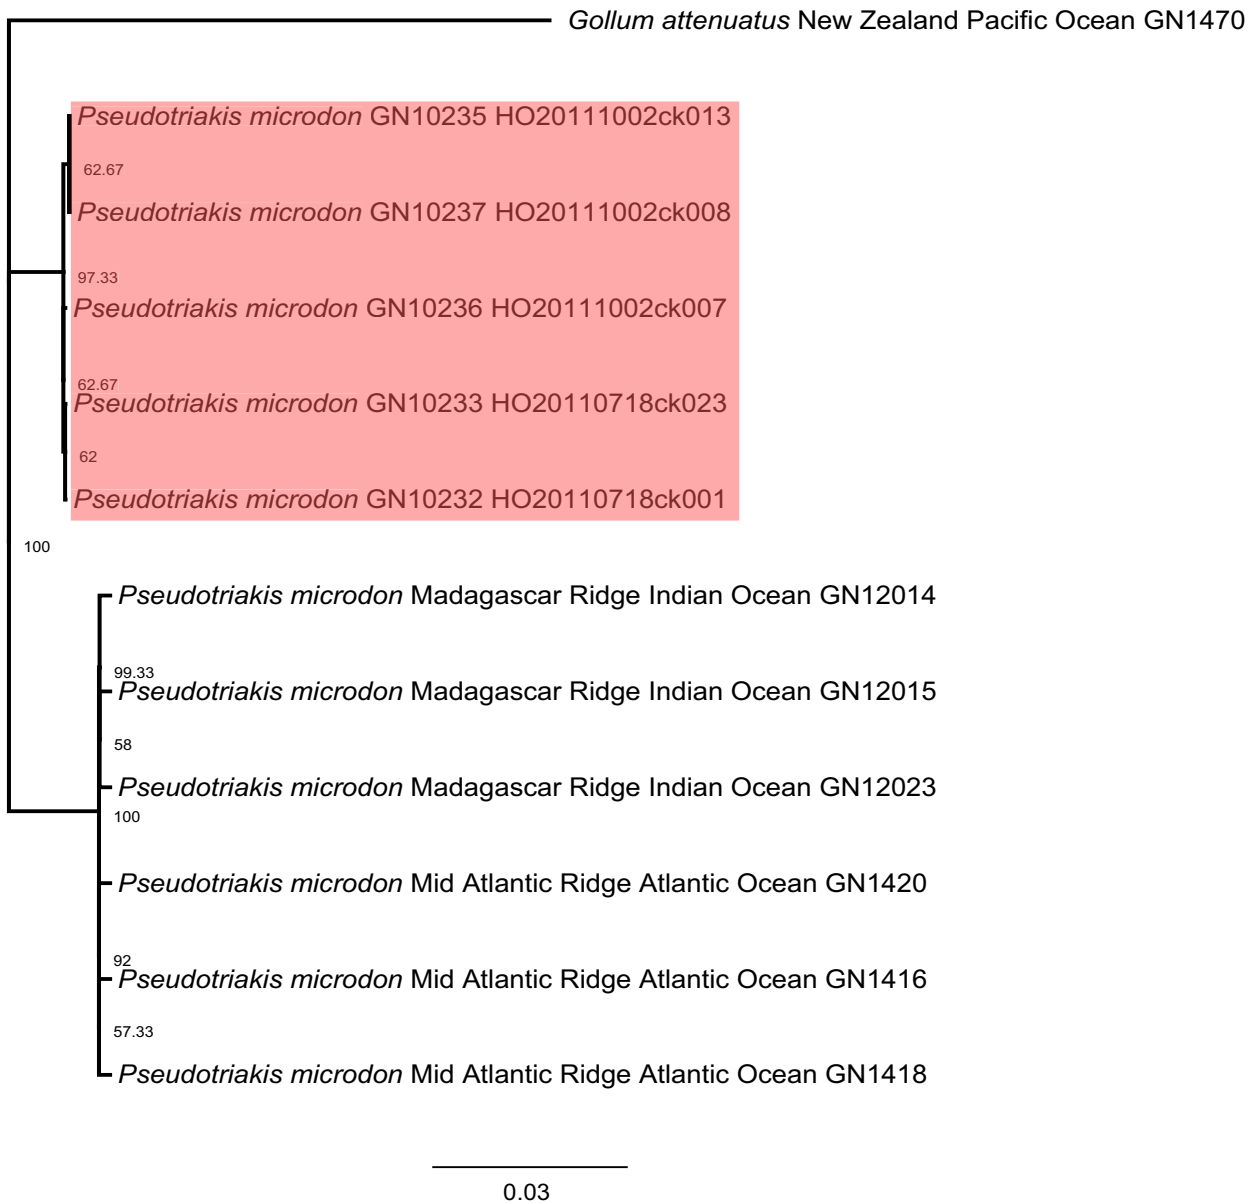 Gollum attenuatus New Zealand Pacific Ocean GN1470
Pseudotriakis microdon GN10235 HO20111002ck013
62.67
Pseudotriakis microdon GN10237 HO20111002ck008
97.33
Pseudotriakis microdon GN10236 HO20111002ck007
62.67
Pseudotriakis microdon GN10233 HO20110718ck023
62
Pseudotriakis microdon GN10232 HO20110718ck001
100
Pseudotriakis microdon Madagascar Ridge Indian Ocean GN12014
99.33
Pseudotriakis microdon Madagascar Ridge Indian Ocean GN12015
58
Pseudotriakis microdon Madagascar Ridge Indian Ocean GN12023
100
Pseudotriakis microdon Mid Atlantic Ridge Atlantic Ocean GN1420
92
Pseudotriakis microdon Mid Atlantic Ridge Atlantic Ocean GN1416
57.33
Pseudotriakis microdon Mid Atlantic Ridge Atlantic Ocean GN1418
0.03